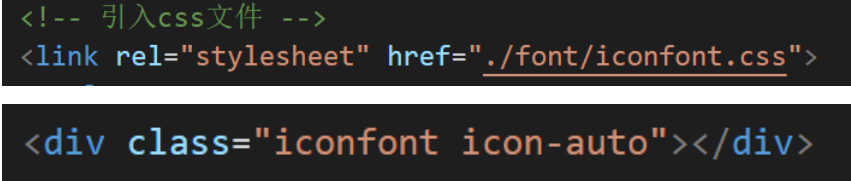 <!-- 引入css文件 -->
<link rel="stylesheet" href="./font/iconfont.css">
<div class="iconfont icon-auto"></div>